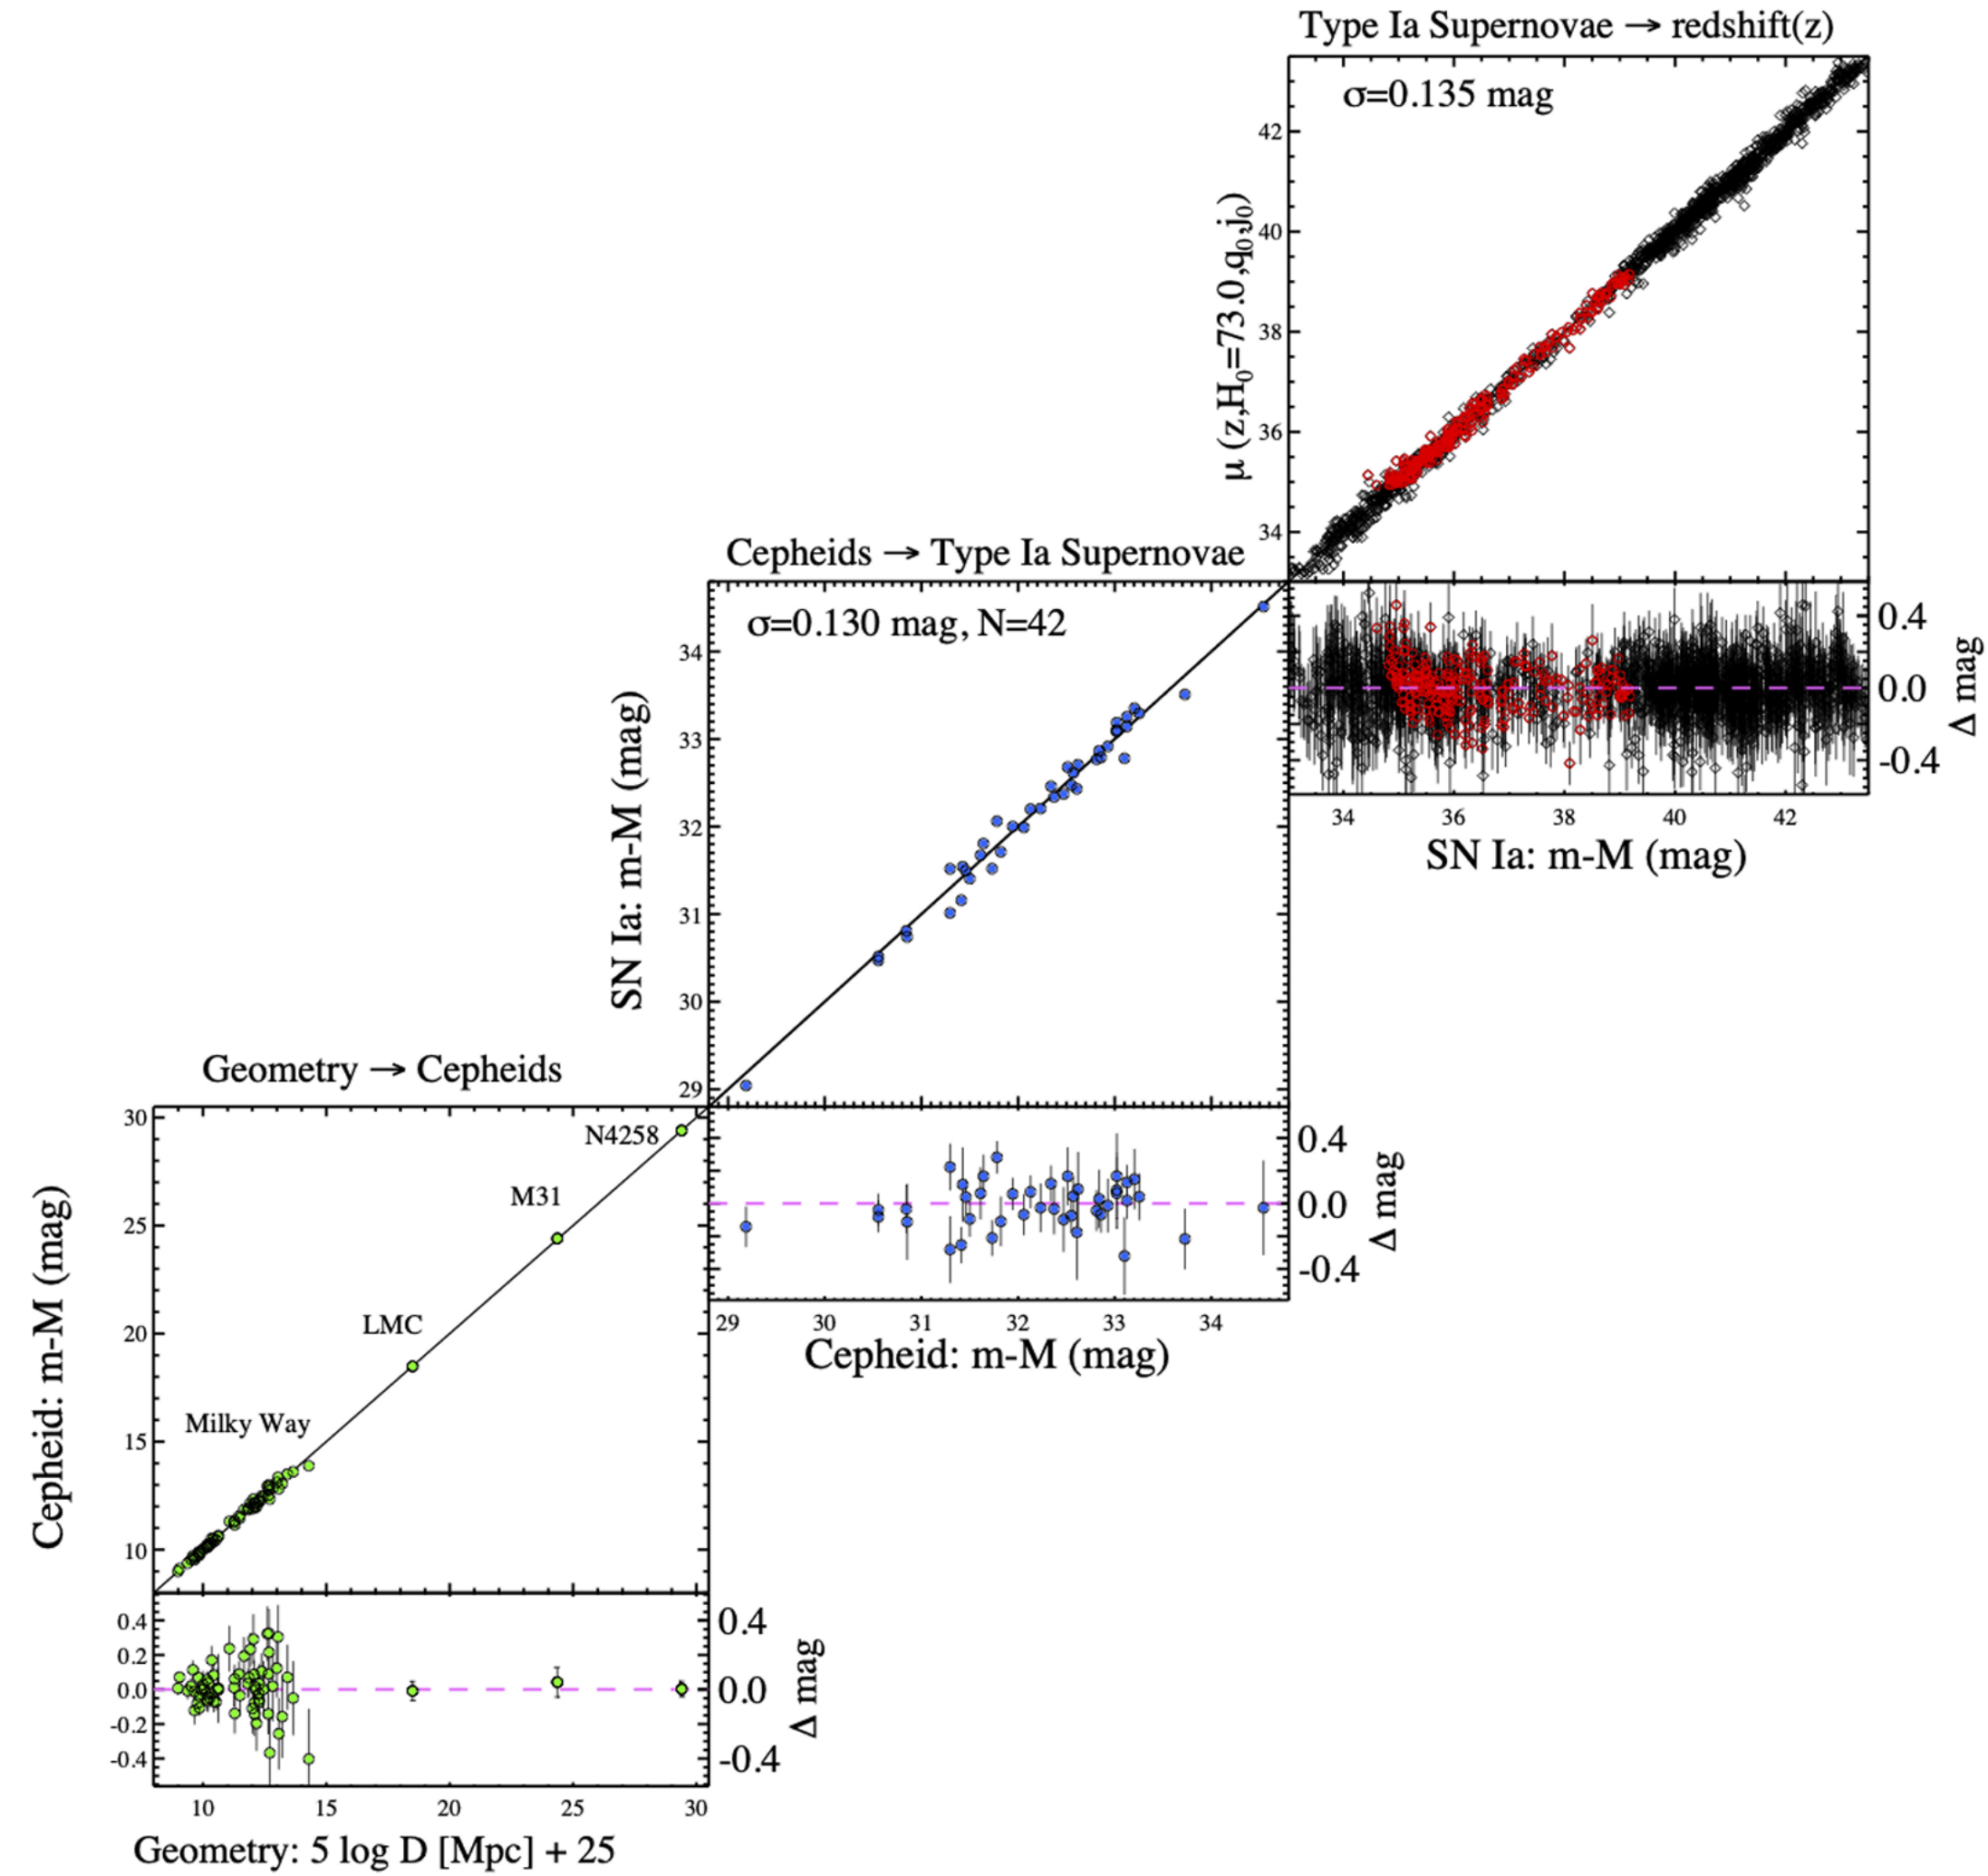 Type Ia Supernovae → redshift(z)
σ=0.135 mag
μ (z,H₀=73.0,q₀,j₀)
42
40
38
36
34
0.4
0.0
-0.4
Δ mag
34 36 38 40 42
SN Ia: m-M (mag)
Cepheids → Type Ia Supernovae
σ=0.130 mag, N=42
SN Ia: m-M (mag)
34
33
32
31
30
29
0.4
0.0
-0.4
Δ mag
29 30 31 32 33 34
Cepheid: m-M (mag)
Geometry → Cepheids
Cepheid: m-M (mag)
30
25
20
15
10
N4258
M31
LMC
Milky Way
0.4
0.2
0.0
-0.2
-0.4
0.4
0.0
-0.4
Δ mag
10 15 20 25 30
Geometry: 5 log D [Mpc] + 25